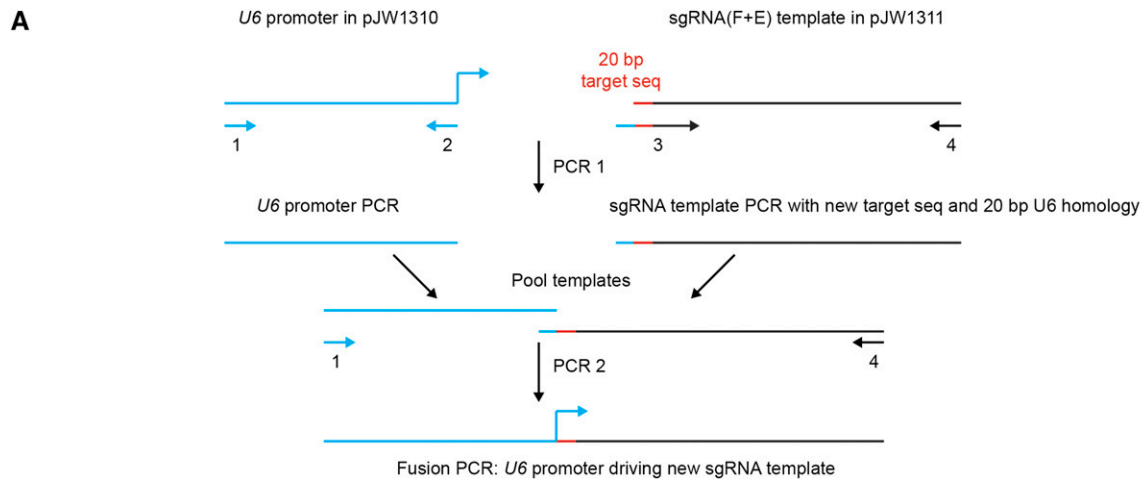 A
U6 promoter in pJW1310
sgRNA(F+E) template in pJW1311
20 bp
target seq
1
2
3
4
PCR 1
U6 promoter PCR
sgRNA template PCR with new target seq and 20 bp U6 homology
Pool templates
1
4
PCR 2
Fusion PCR: U6 promoter driving new sgRNA template